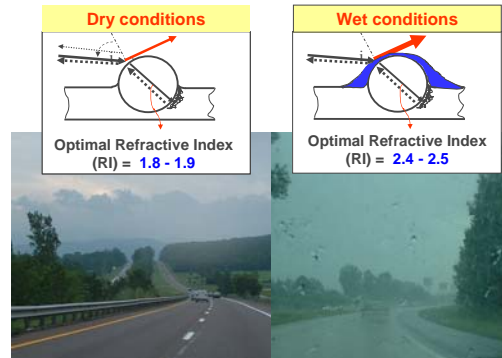 Dry conditions
Optimal Refractive Index
(RI) = 1.8 - 1.9
Wet conditions
Optimal Refractive Index
(RI) = 2.4 - 2.5